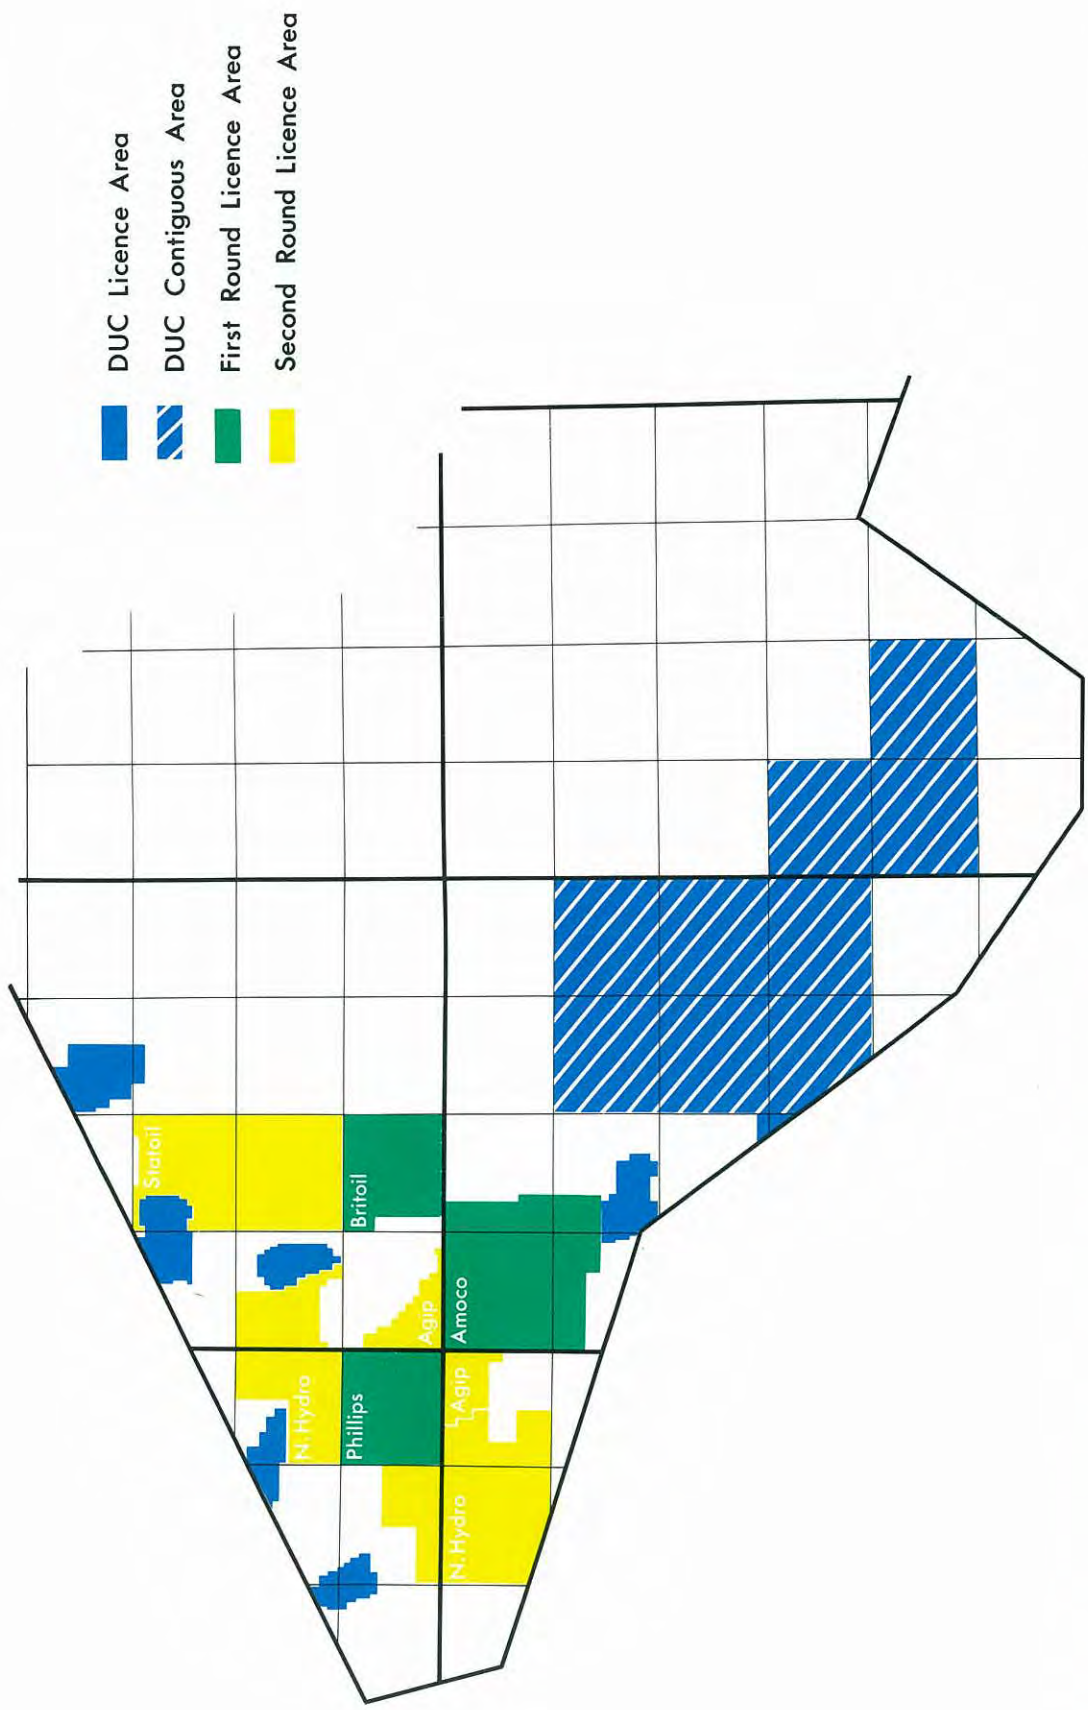 DUC Licence Area
DUC Contiguous Area
First Round Licence Area
Second Round Licence Area
Statoil
Britoil
Agip
Amoco
N. Hydro
Phillips
Agip
N. Hydro